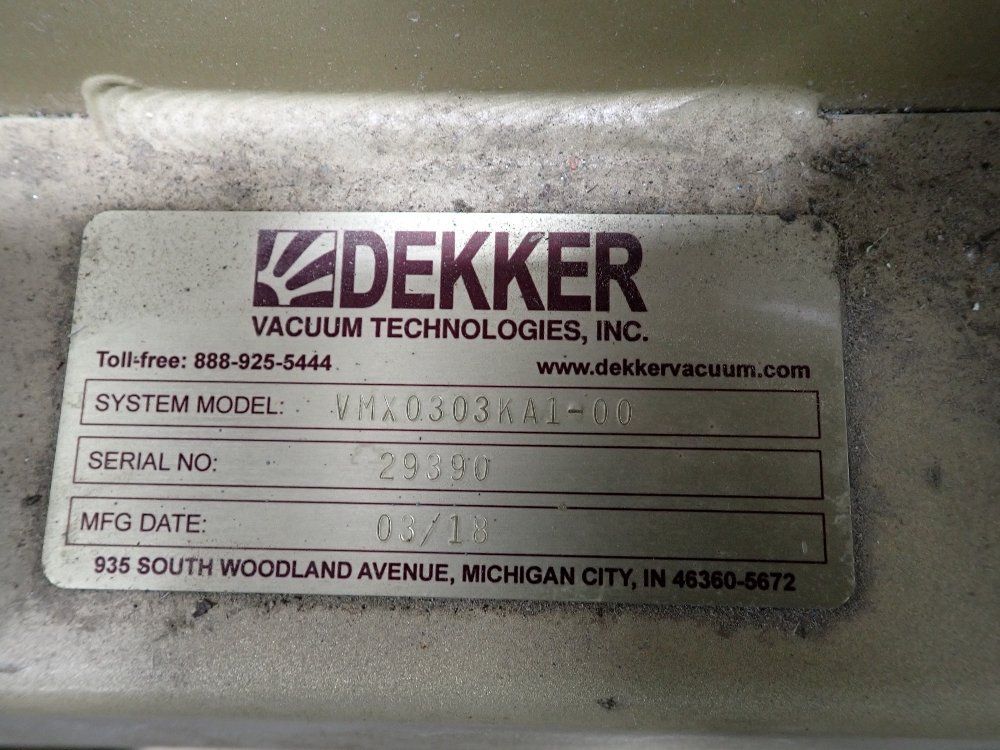 DEKKER
VACUUM TECHNOLOGIES, INC.
Toll-free: 888-925-5444 www.dekkervacuum.com
SYSTEM MODEL: VMX0303KA1-00
SERIAL NO: 29390
MFG DATE: 03/18
935 SOUTH WOODLAND AVENUE, MICHIGAN CITY, IN 46360-5672